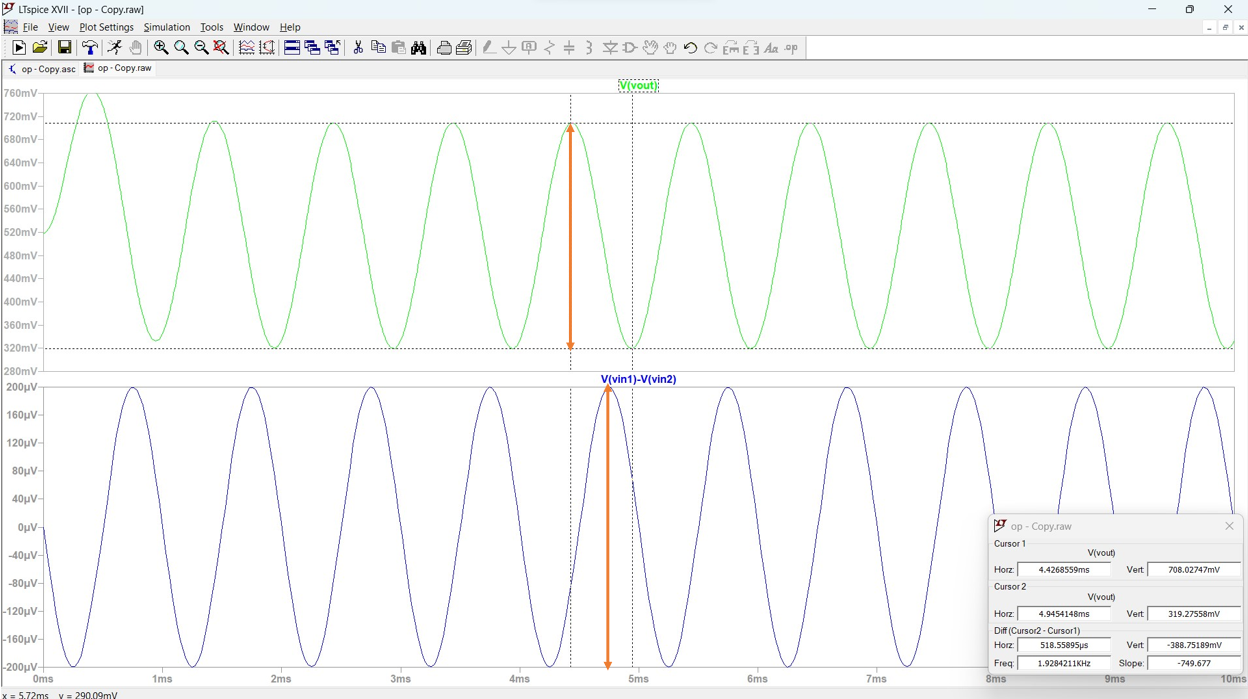 LTspice XVII - [op - Copy.raw]
File View Plot Settings Simulation Tools Window Help
op - Copy.asc op - Copy.raw
V(vout)
760mV
720mV
680mV
640mV
600mV
560mV
520mV
480mV
440mV
400mV
360mV
320mV
280mV
V(vin1)-V(vin2)
200µV
160µV
120µV
80µV
40µV
0µV
-40µV
-80µV
-120µV
-160µV
-200µV
0ms 1ms 2ms 3ms 4ms 5ms 6ms 7ms 8ms 9ms 10ms
op - Copy.raw
Cursor 1
V(vout)
Horz: 4.4268559ms Vert: 708.02747mV
Cursor 2
V(vout)
Horz: 4.9454148ms Vert: 319.27558mV
Diff (Cursor2 - Cursor1)
Horz: 518.55895µs Vert: -388.75189mV
Freq: 1.9284211KHz Slope: -749.677
x = 5.72ms y = 290.09mV